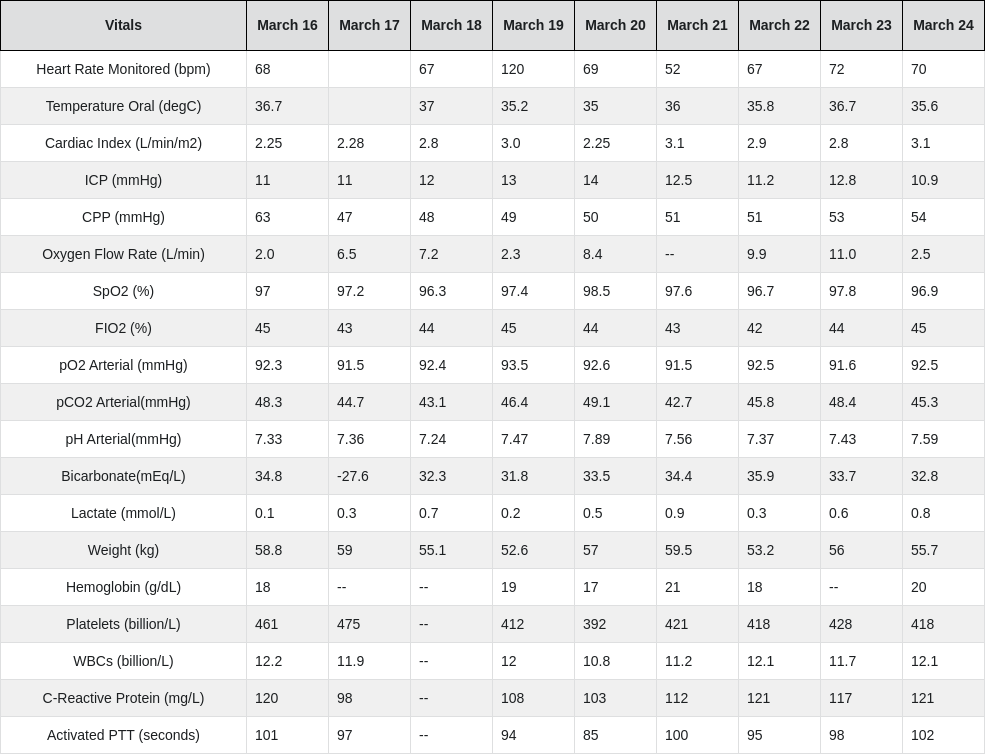 Vitals March 16 March 17 March 18 March 19 March 20 March 21 March 22 March 23 March 24
Heart Rate Monitored (bpm) 68 67 120 69 52 67 72 70
Temperature Oral (degC) 36.7 37 35.2 35 36 35.8 36.7 35.6
Cardiac Index (L/min/m2) 2.25 2.28 2.8 3.0 2.25 3.1 2.9 2.8 3.1
ICP (mmHg) 11 11 12 13 14 12.5 11.2 12.8 10.9
CPP (mmHg) 63 47 48 49 50 51 51 53 54
Oxygen Flow Rate (L/min) 2.0 6.5 7.2 2.3 8.4 -- 9.9 11.0 2.5
SpO2 (%) 97 97.2 96.3 97.4 98.5 97.6 96.7 97.8 96.9
FIO2 (%) 45 43 44 45 44 43 42 44 45
pO2 Arterial (mmHg) 92.3 91.5 92.4 93.5 92.6 91.5 92.5 91.6 92.5
pCO2 Arterial(mmHg) 48.3 44.7 43.1 46.4 49.1 42.7 45.8 48.4 45.3
pH Arterial(mmHg) 7.33 7.36 7.24 7.47 7.89 7.56 7.37 7.43 7.59
Bicarbonate(mEq/L) 34.8 -27.6 32.3 31.8 33.5 34.4 35.9 33.7 32.8
Lactate (mmol/L) 0.1 0.3 0.7 0.2 0.5 0.9 0.3 0.6 0.8
Weight (kg) 58.8 59 55.1 52.6 57 59.5 53.2 56 55.7
Hemoglobin (g/dL) 18 -- -- 19 17 21 18 -- 20
Platelets (billion/L) 461 475 -- 412 392 421 418 428 418
WBCs (billion/L) 12.2 11.9 -- 12 10.8 11.2 12.1 11.7 12.1
C-Reactive Protein (mg/L) 120 98 -- 108 103 112 121 117 121
Activated PTT (seconds) 101 97 -- 94 85 100 95 98 102